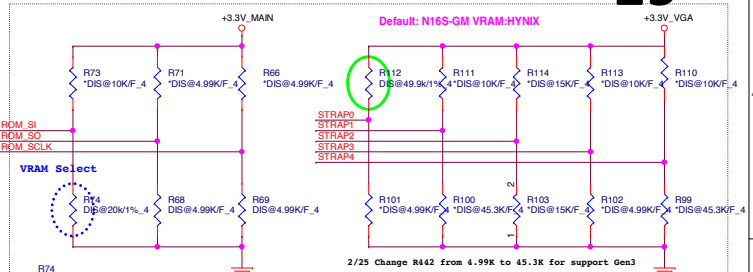 +3.3V_MAIN
Default: N16S-GM VRAM:HYNIX
+3.3V_VGA
R73
*DIS@10K/F_4
R71
*DIS@4.99K/F_4
R66
*DIS@4.99K/F_4
R112
DIS@49.9k/1%_4
R111
*DIS@10K/F_4
R114
*DIS@15K/F_4
R113
*DIS@10K/F_4
R110
*DIS@10K/F_4
ROM_SI
ROM_SO
ROM_SCLK
STRAP0
STRAP1
STRAP2
STRAP3
STRAP4
VRAM Select
R74
DIS@20k/1%_4
R68
DIS@4.99K/F_4
R69
DIS@4.99K/F_4
R101
*DIS@4.99K/F_4
R100
*DIS@45.3K/F_4
2
R103
*DIS@15K/F_4
1
R102
*DIS@4.99K/F_4
R99
*DIS@45.3K/F_4
2/25 Change R442 from 4.99K to 45.3K for support Gen3
R74